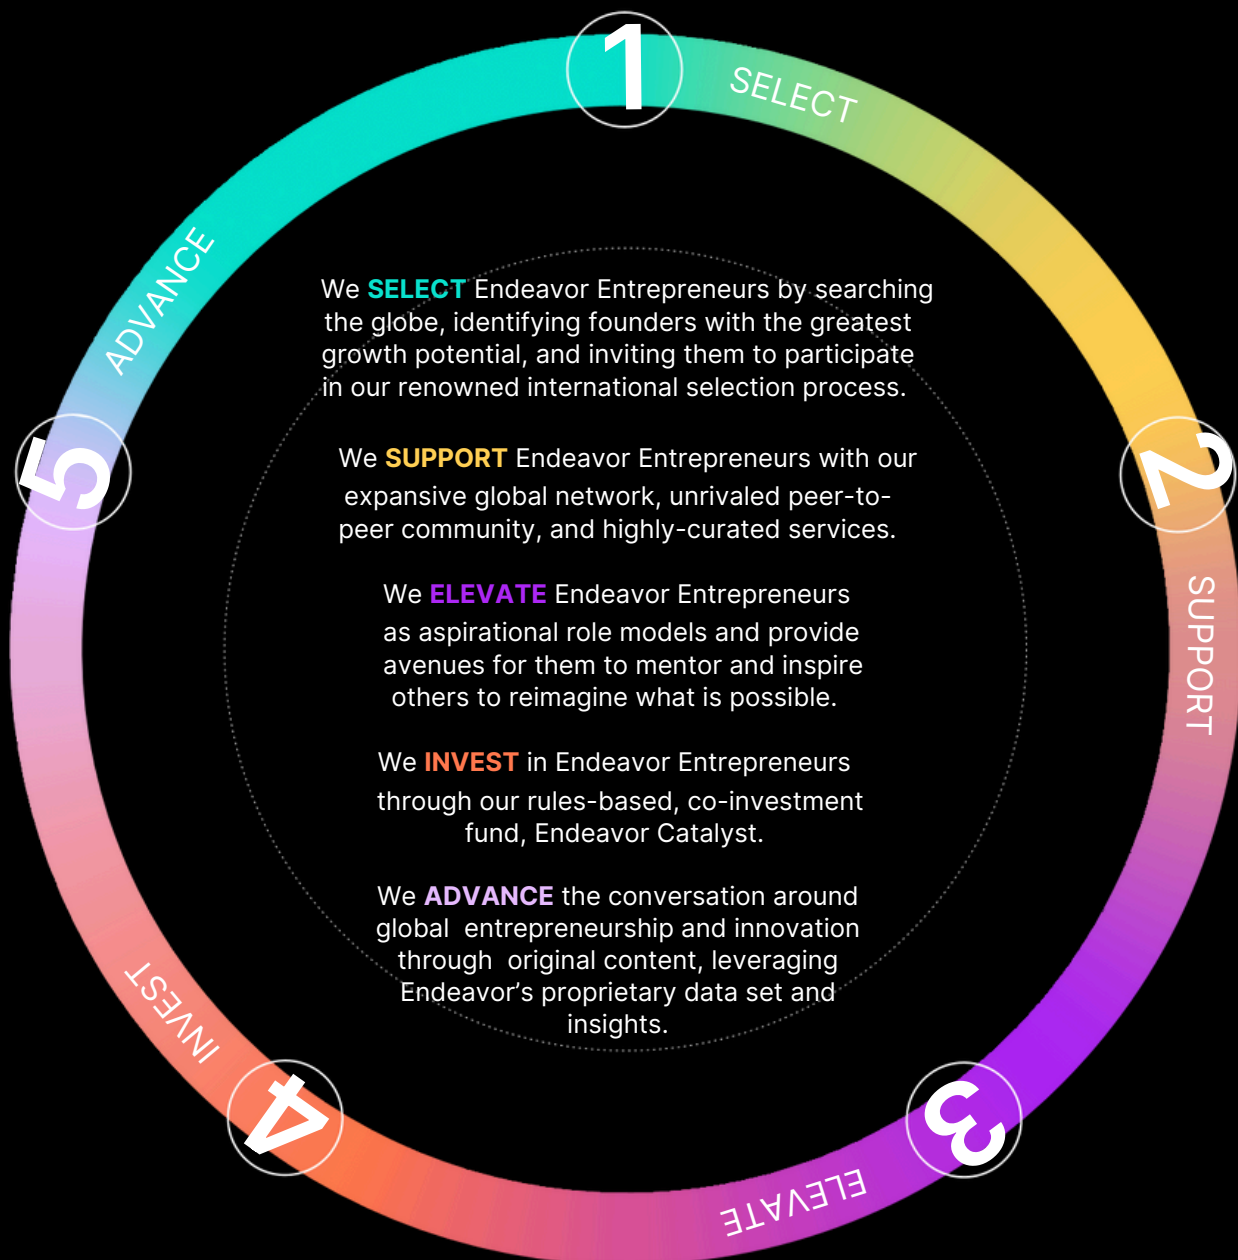 1
SELECT
2
SUPPORT
3
ELEVATE
4
INVEST
5
ADVANCE
We SELECT Endeavor Entrepreneurs by searching
the globe, identifying founders with the greatest
growth potential, and inviting them to participate
in our renowned international selection process.
We SUPPORT Endeavor Entrepreneurs with our
expansive global network, unrivaled peer-to-
peer community, and highly-curated services.
We ELEVATE Endeavor Entrepreneurs
as aspirational role models and provide
avenues for them to mentor and inspire
others to reimagine what is possible.
We INVEST in Endeavor Entrepreneurs
through our rules-based, co-investment
fund, Endeavor Catalyst.
We ADVANCE the conversation around
global entrepreneurship and innovation
through original content, leveraging
Endeavor’s proprietary data set and
insights.